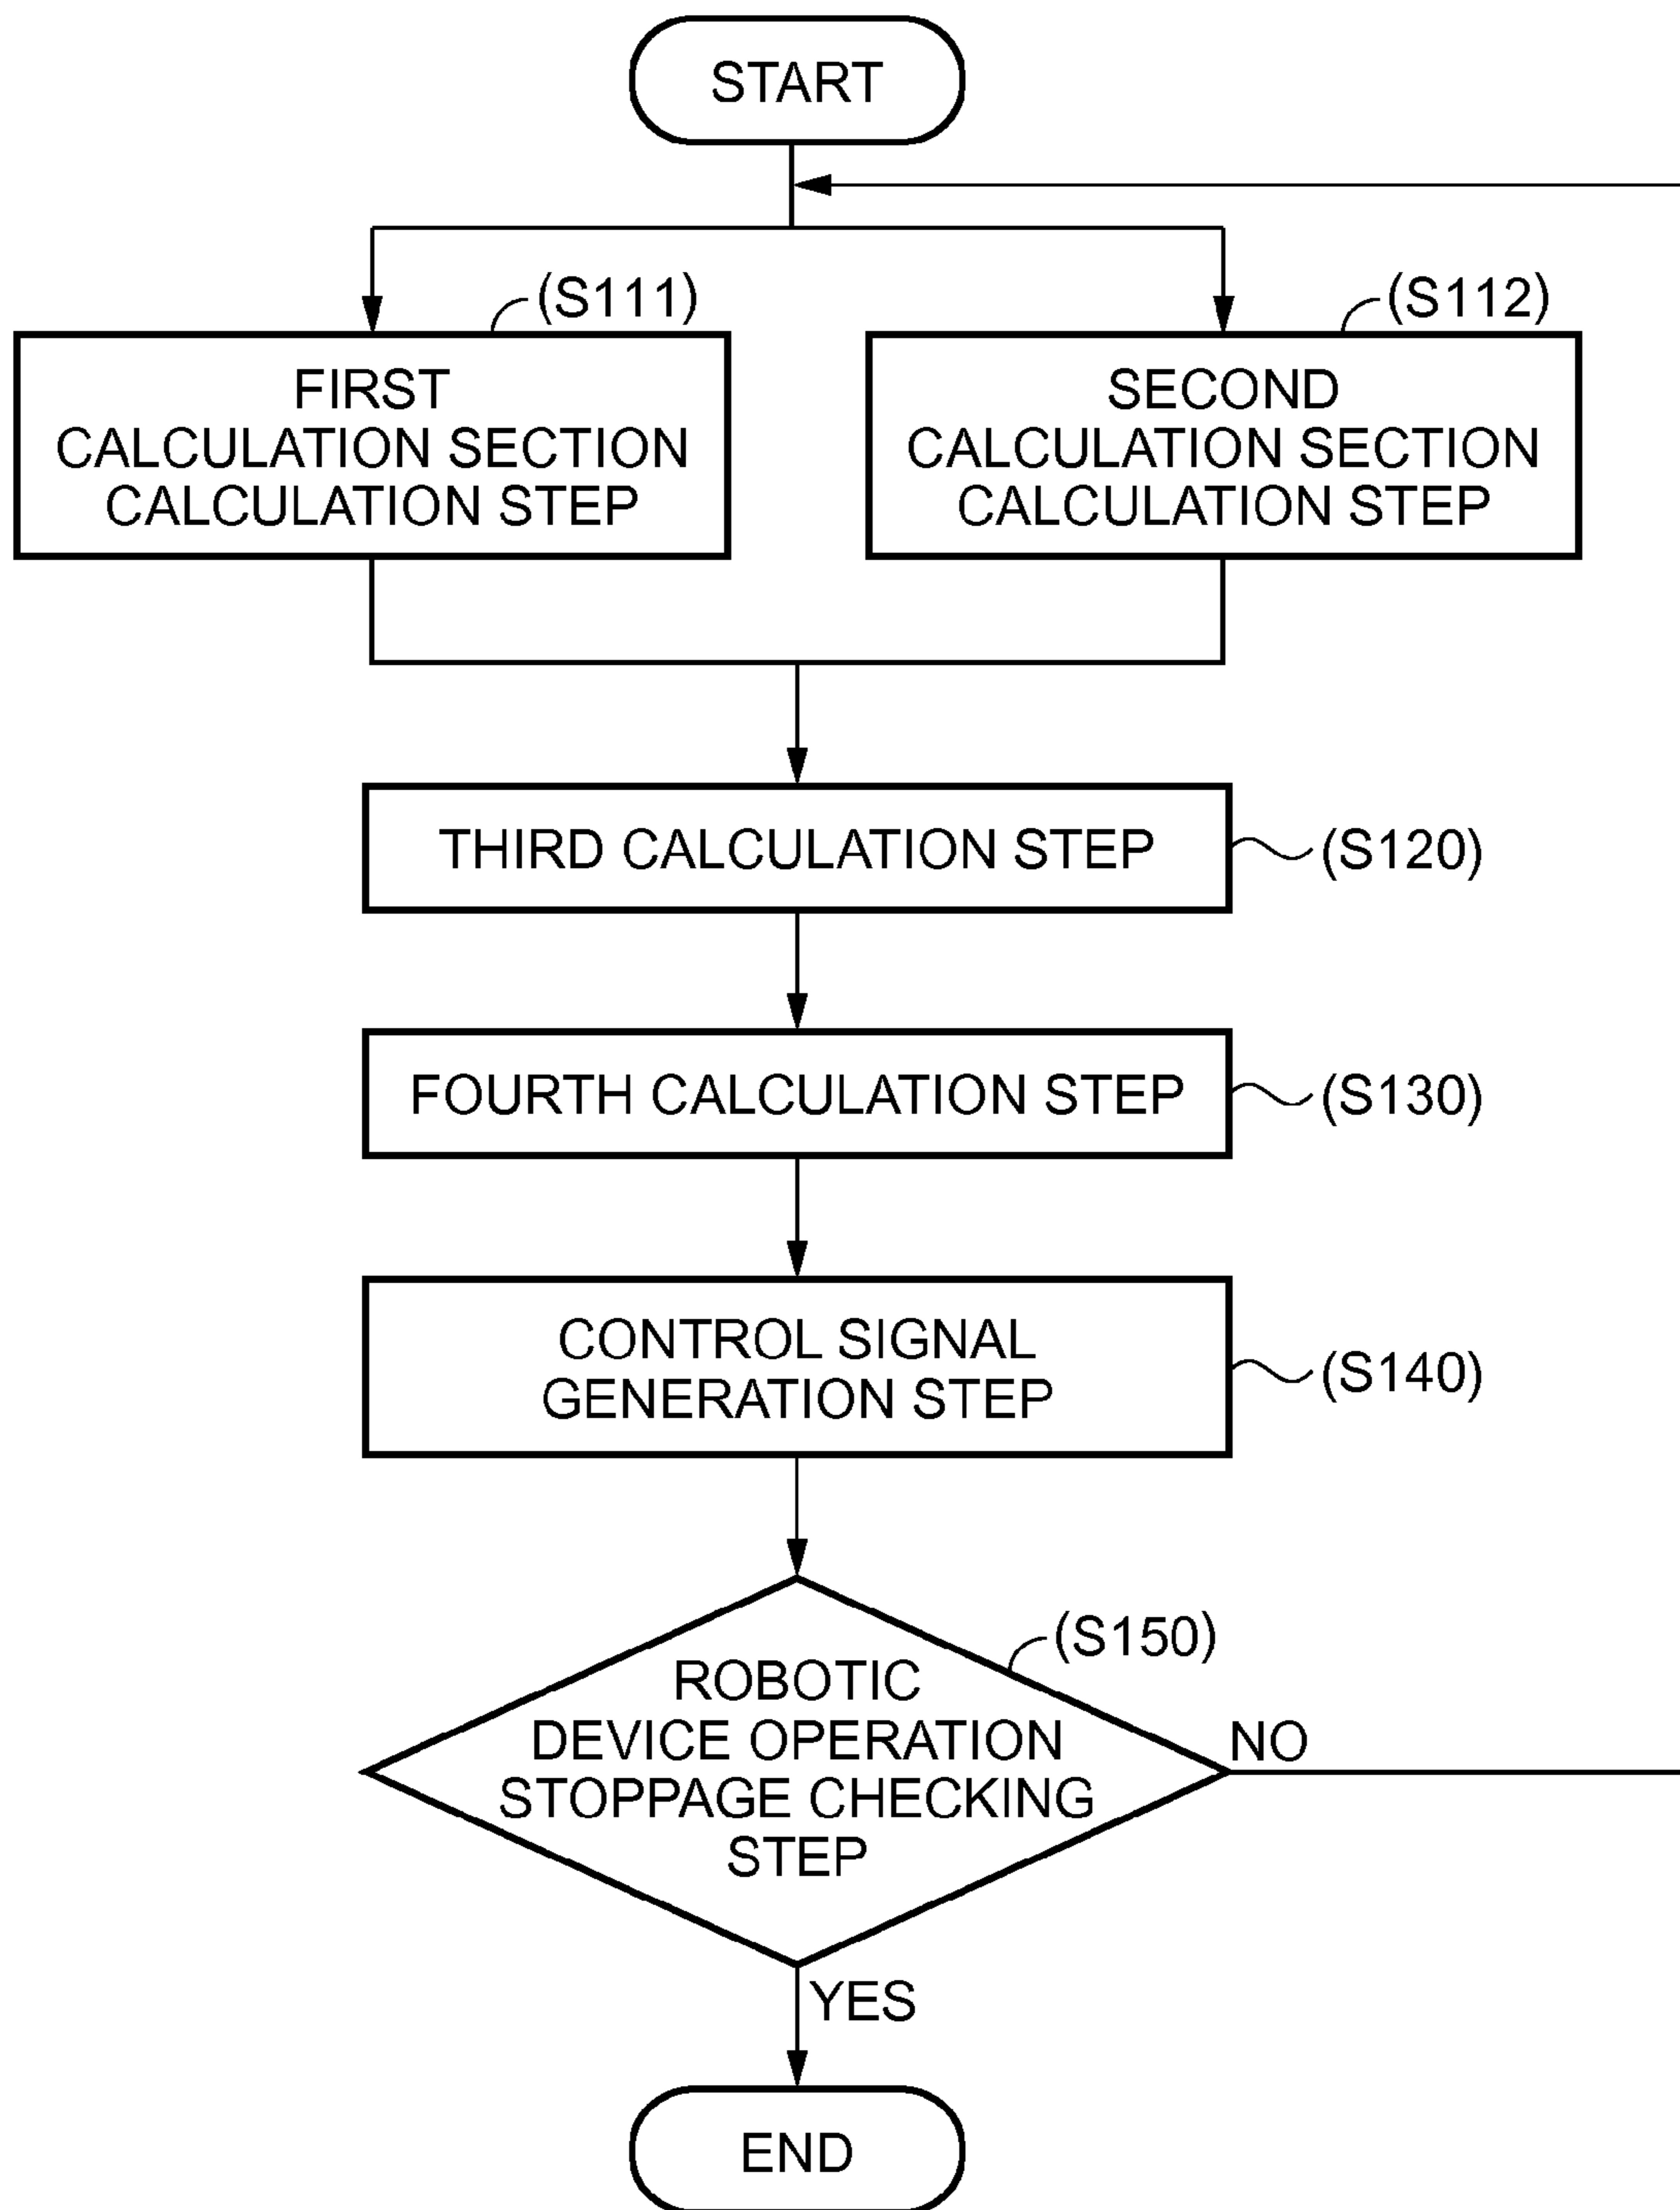 START
(S111)
FIRST
CALCULATION SECTION
CALCULATION STEP
(S112)
SECOND
CALCULATION SECTION
CALCULATION STEP
THIRD CALCULATION STEP
(S120)
FOURTH CALCULATION STEP
(S130)
CONTROL SIGNAL
GENERATION STEP
(S140)
(S150)
ROBOTIC
DEVICE OPERATION
STOPPAGE CHECKING
STEP
NO
YES
END